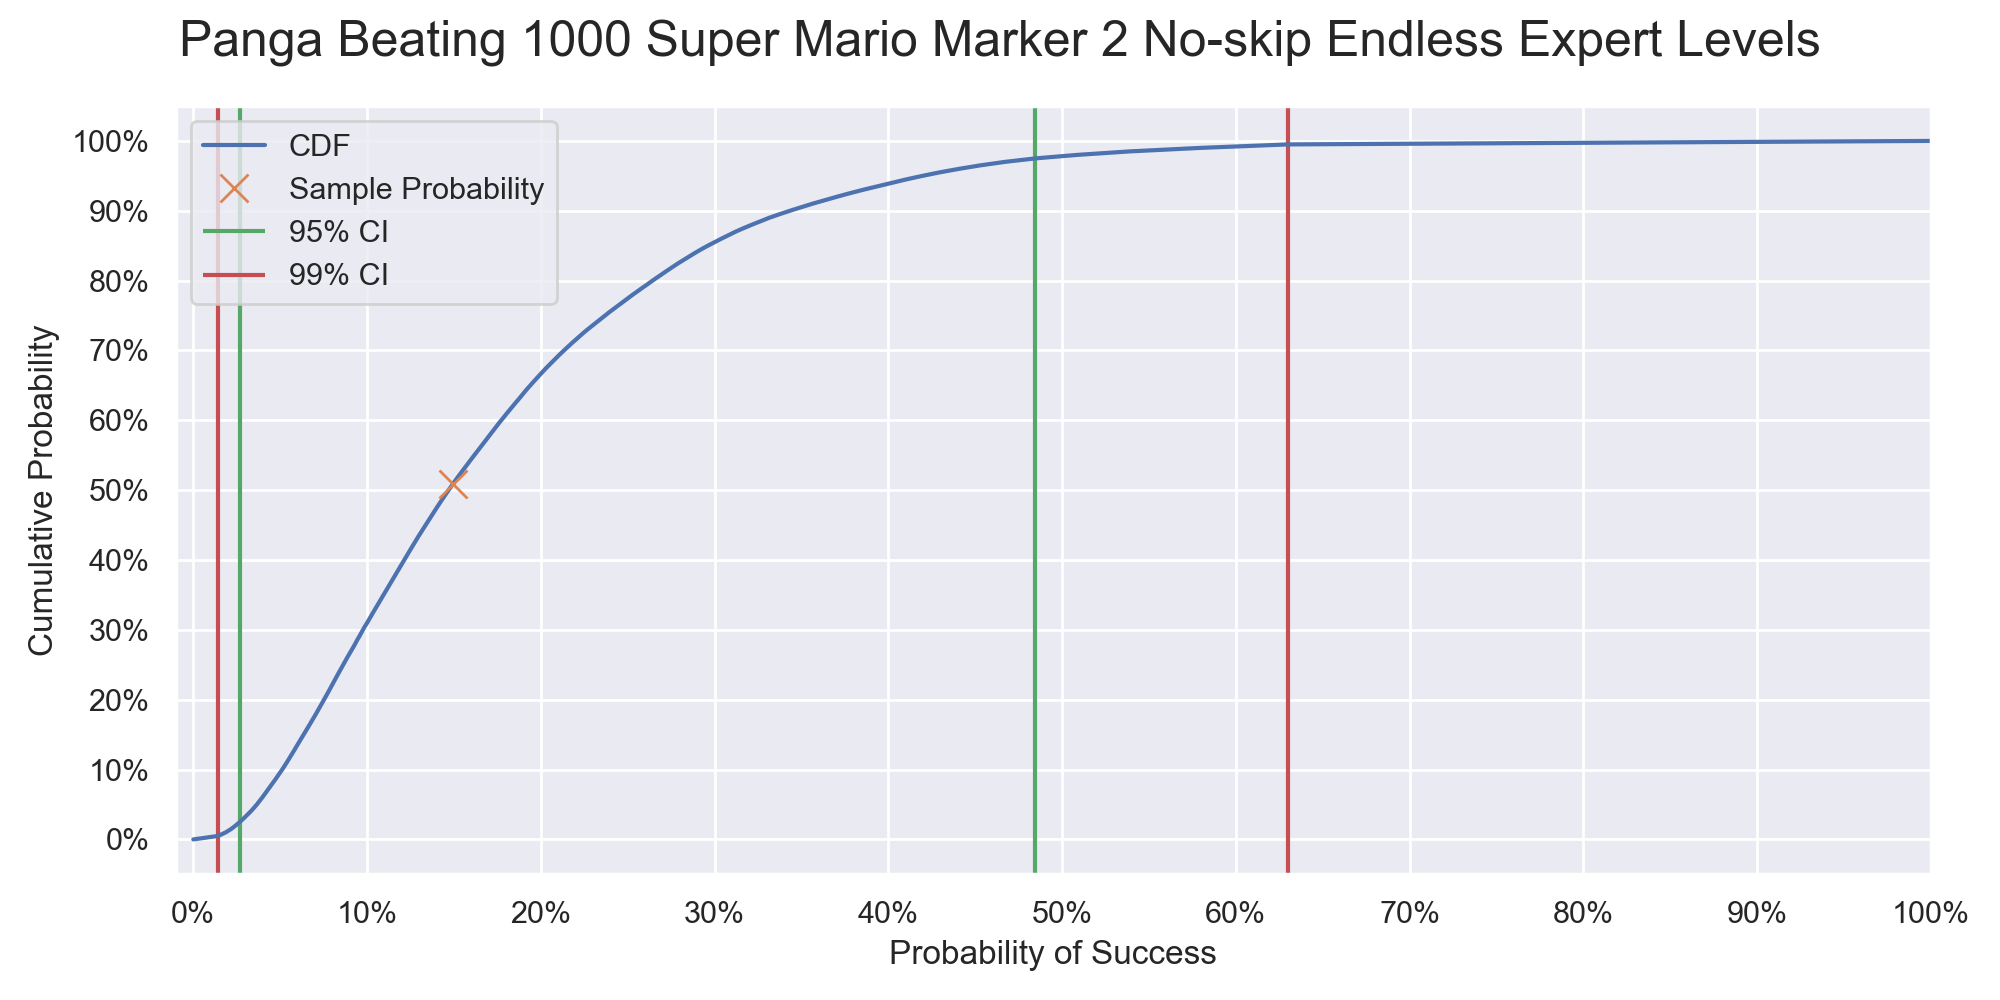 Panga Beating 1000 Super Mario Marker 2 No-skip Endless Expert Levels
CDF
Sample Probability
95% CI
99% CI
Cumulative Probability
100%
90%
80%
70%
60%
50%
40%
30%
20%
10%
0%
0% 10% 20% 30% 40% 50% 60% 70% 80% 90% 100%
Probability of Success